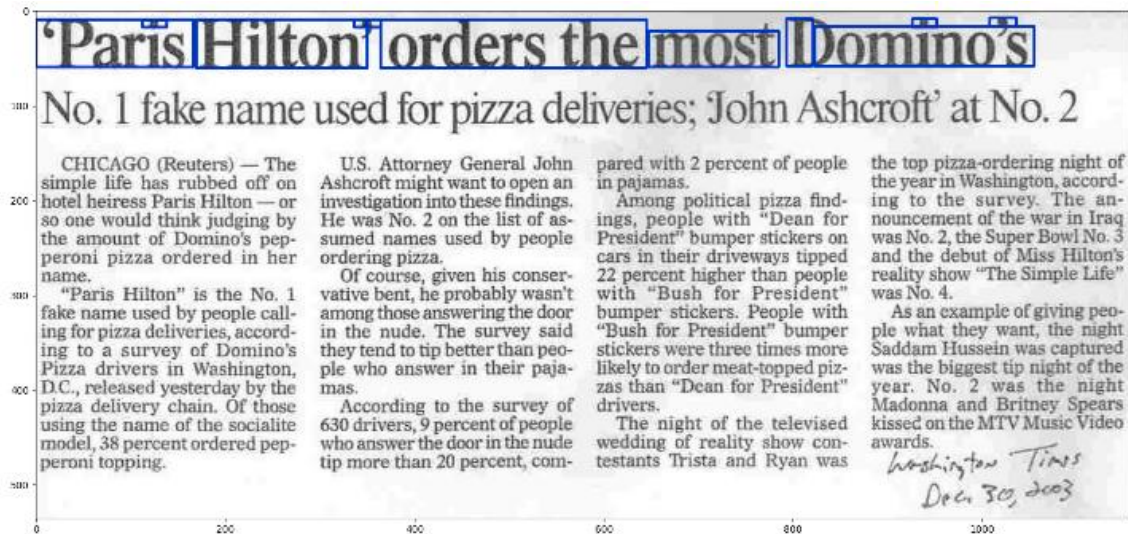 'Paris Hilton' orders the most Domino's
No. 1 fake name used for pizza deliveries; 'John Ashcroft' at No. 2
CHICAGO (Reuters) — The
simple life has rubbed off on
hotel heiress Paris Hilton — or
so one would think judging by
the amount of Domino's pep-
peroni pizza ordered in her
name.
"Paris Hilton" is the No. 1
fake name used by people call-
ing for pizza deliveries, accord-
ing to a survey of Domino's
Pizza drivers in Washington,
D.C., released yesterday by the
pizza delivery chain. Of those
using the name of the socialite
model, 38 percent ordered pep-
peroni topping.
U.S. Attorney General John
Ashcroft might want to open an
investigation into these findings.
He was No. 2 on the list of as-
sumed names used by people
ordering pizza.
Of course, given his conser-
vative bent, he probably wasn't
among those answering the door
in the nude. The survey said
they tend to tip better than peo-
ple who answer in their paja-
mas.
According to the survey of
630 drivers, 9 percent of people
who answer the door in the nude
tip more than 20 percent, com-
pared with 2 percent of people
in pajamas.
Among political pizza find-
ings, people with "Dean for
President" bumper stickers on
cars in their driveways tipped
22 percent higher than people
with "Bush for President"
bumper stickers. People with
"Bush for President" bumper
stickers were three times more
likely to order meat-topped piz-
zas than "Dean for President"
drivers.
The night of the televised
wedding of reality show con-
testants Trista and Ryan was
the top pizza-ordering night of
the year in Washington, accord-
ing to the survey. The an-
nouncement of the war in Iraq
was No. 2, the Super Bowl No. 3
and the debut of Miss Hilton's
reality show "The Simple Life"
was No. 4.
As an example of giving peo-
ple what they want, the night
Saddam Hussein was captured
was the biggest tip night of the
year. No. 2 was the night
Madonna and Britney Spears
kissed on the MTV Music Video
awards.
Washington Times
Dec. 30, 2003
0
100
200
300
400
500
0
200
400
600
800
1000